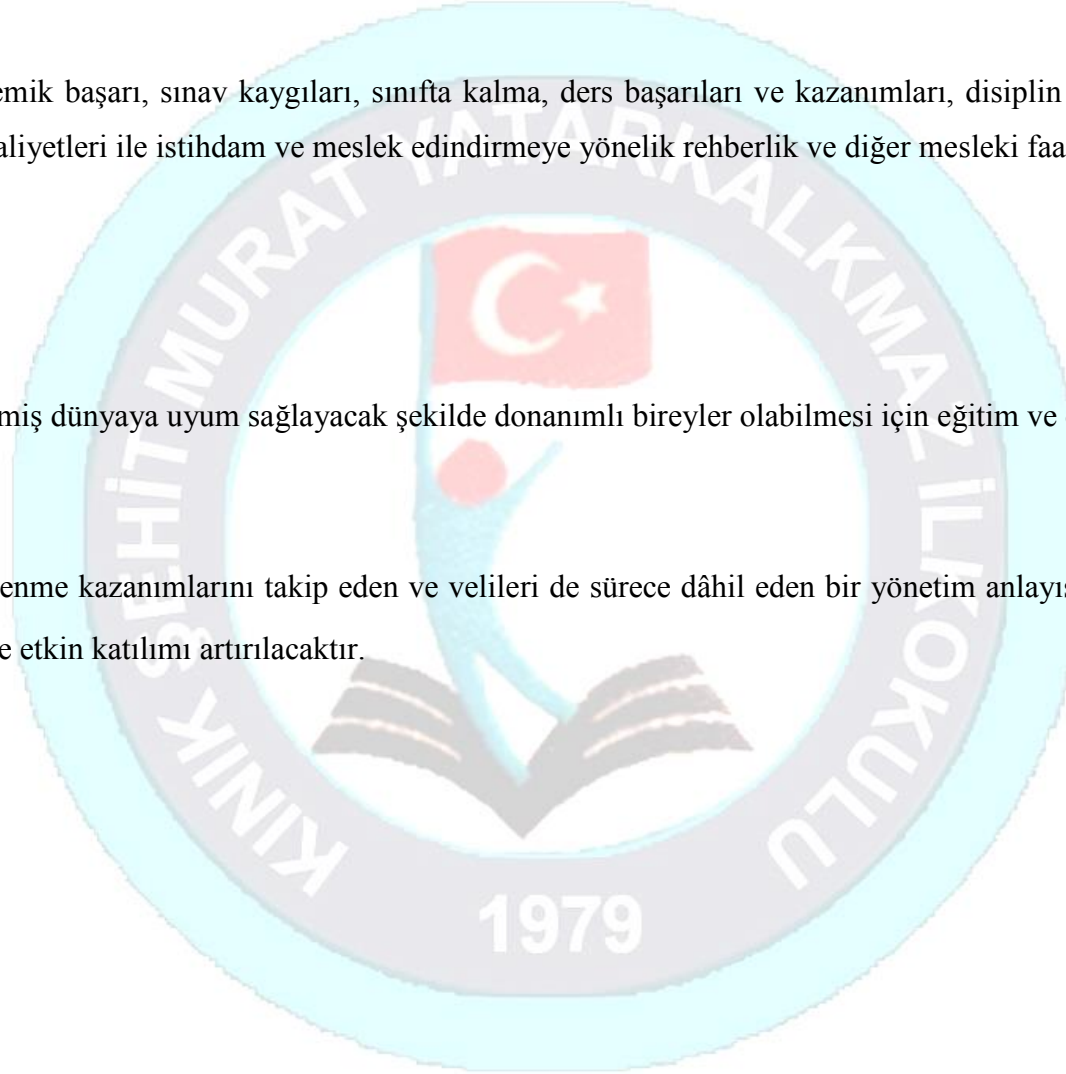 emik başarı, sınav kaygıları, sınıfta kalma, ders başarıları ve kazanımları, disiplin
aliyetleri ile istihdam ve meslek edindirmeye yönelik rehberlik ve diğer mesleki faa
miş dünyaya uyum sağlayacak şekilde donanımlı bireyler olabilmesi için eğitim ve
enme kazanımlarını takip eden ve velileri de sürece dâhil eden bir yönetim anlayış
e etkin katılımı artırılacaktır.
KINIK ŞEHİT MURAT YATARKALKMAZ İLKOKULU
1979